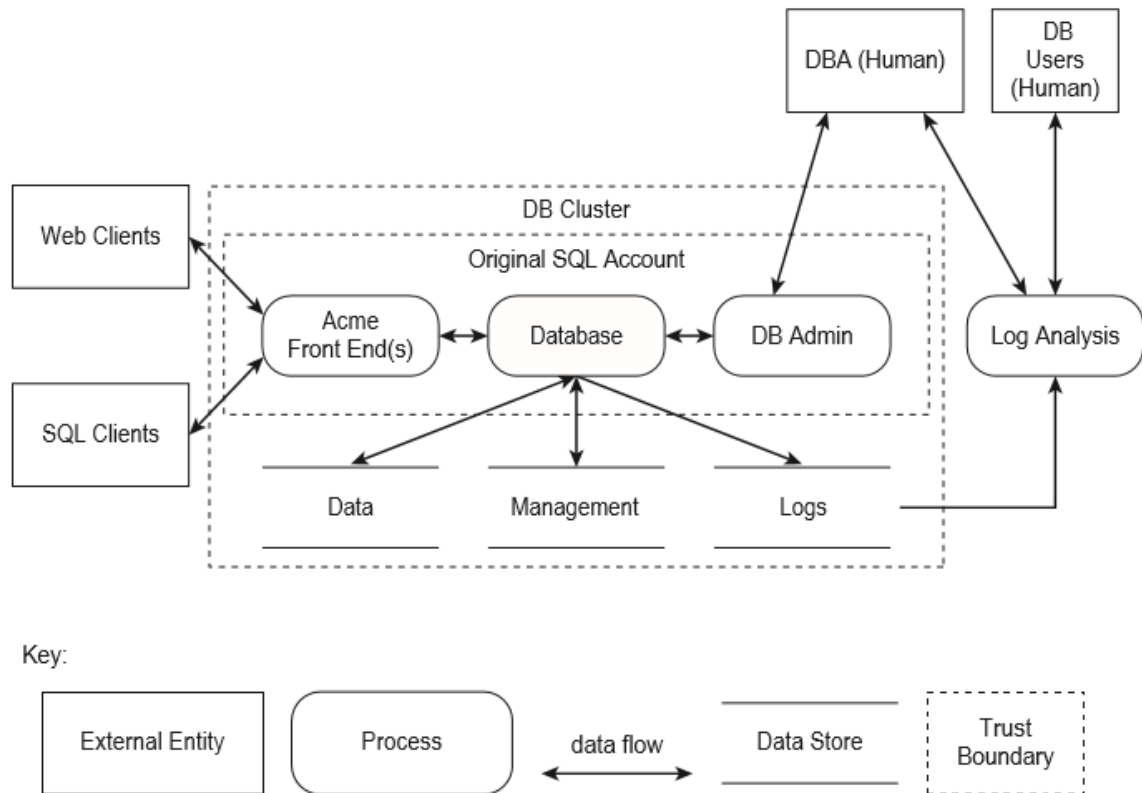 DBA (Human)
DB
Users
(Human)
Web Clients
DB Cluster
Original SQL Account
Acme
Front End(s)
Database
DB Admin
Log Analysis
SQL Clients
Data
Management
Logs
Key:
External Entity
Process
data flow
Data Store
Trust
Boundary